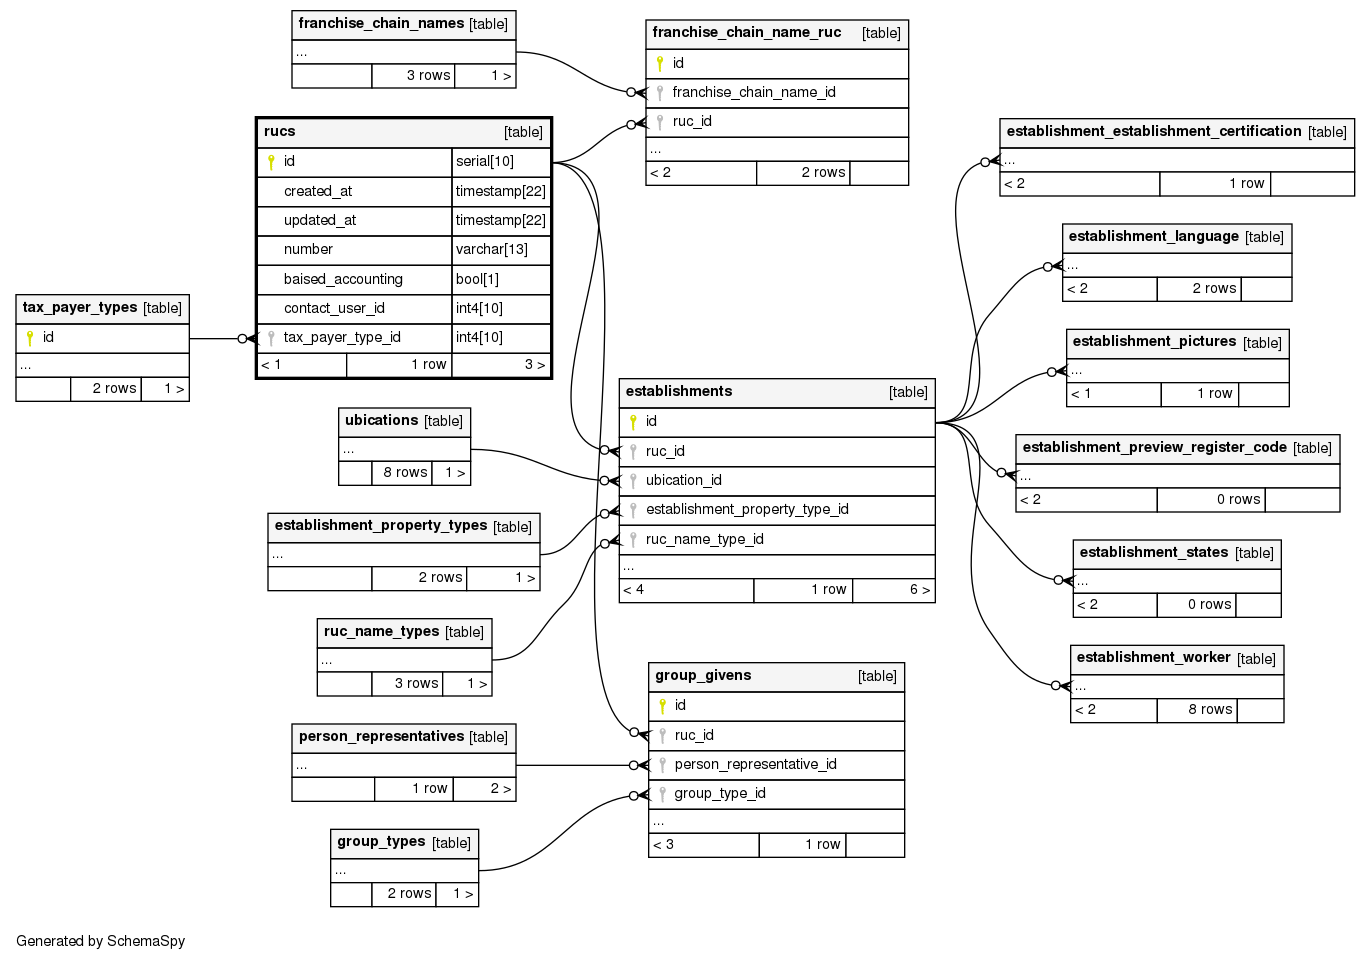 franchise_chain_names [table]
...
3 rows 1 >
franchise_chain_name_ruc [table]
id
franchise_chain_name_id
ruc_id
...
< 2 2 rows
rucs [table]
id serial[10]
created_at timestamp[22]
updated_at timestamp[22]
number varchar[13]
baised_accounting bool[1]
contact_user_id int4[10]
tax_payer_type_id int4[10]
< 1 1 row 3 >
tax_payer_types [table]
id
...
2 rows 1 >
establishment_establishment_certification [table]
...
< 2 1 row
establishment_language [table]
...
< 2 2 rows
establishment_pictures [table]
...
< 1 1 row
establishments [table]
id
ruc_id
ubication_id
establishment_property_type_id
ruc_name_type_id
...
< 4 1 row 6 >
ubications [table]
...
8 rows 1 >
establishment_preview_register_code [table]
...
< 2 0 rows
establishment_property_types [table]
...
2 rows 1 >
establishment_states [table]
...
< 2 0 rows
ruc_name_types [table]
...
3 rows 1 >
establishment_worker [table]
...
< 2 8 rows
group_givens [table]
id
ruc_id
person_representative_id
group_type_id
...
< 3 1 row
person_representatives [table]
...
1 row 2 >
group_types [table]
...
2 rows 1 >
Generated by SchemaSpy